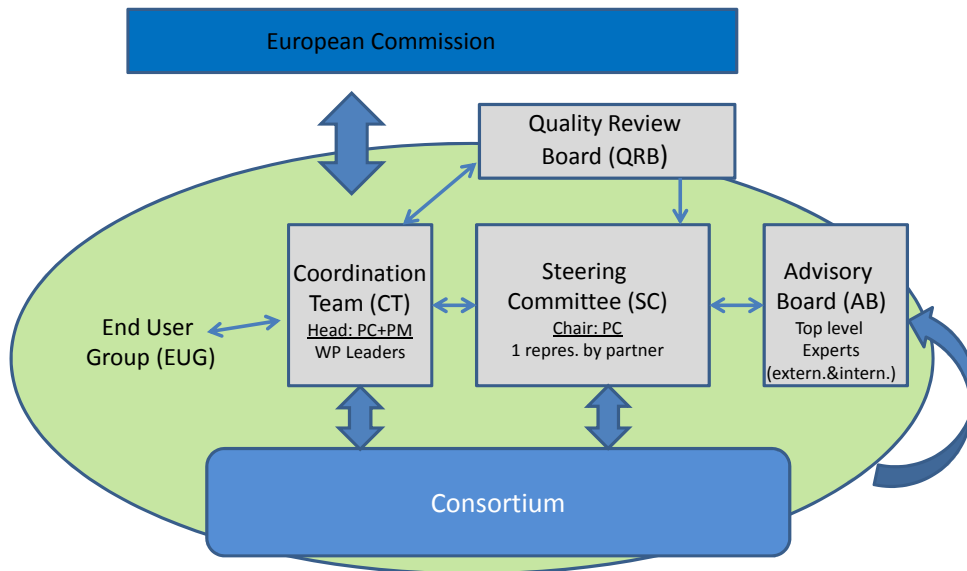 European Commission
Quality Review
Board (QRB)
Coordination
Team (CT)
Head: PC+PM
WP Leaders
Steering
Committee (SC)
Chair: PC
1 repres. by partner
Advisory
Board (AB)
Top level
Experts
(extern.&intern.)
End User
Group (EUG)
Consortium